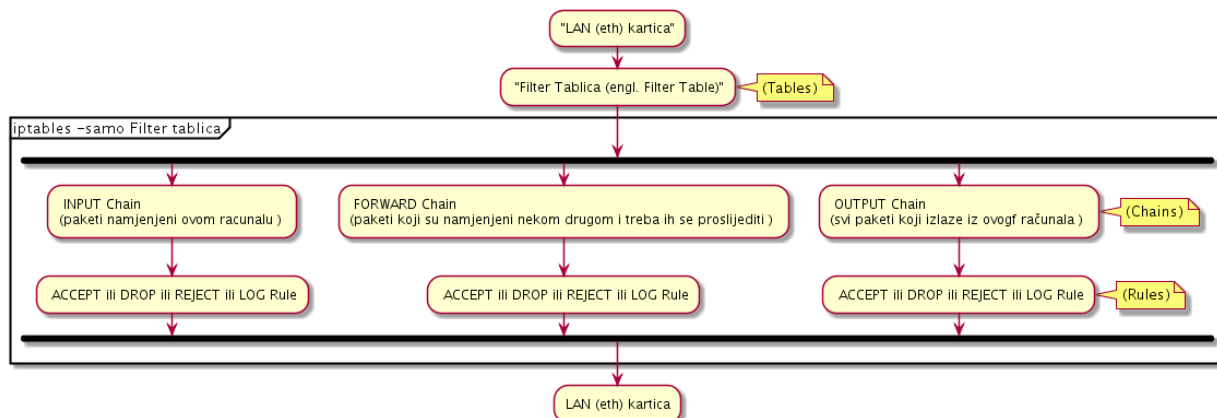 "LAN (eth) kartica"
"Filter Tablica (engl. Filter Table)"
(Tables)
iptables -samo Filter tablica
INPUT Chain
(paketi namjenjeni ovom racunalu )
FORWARD Chain
(paketi koji su namjenjeni nekom drugom i treba ih se proslijediti )
OUTPUT Chain
(svi paketi koji izlaze iz ovogf računala )
(Chains)
ACCEPT ili DROP ili REJECT ili LOG Rule
ACCEPT ili DROP ili REJECT ili LOG Rule
ACCEPT ili DROP ili REJECT ili LOG Rule
(Rules)
LAN (eth) kartica